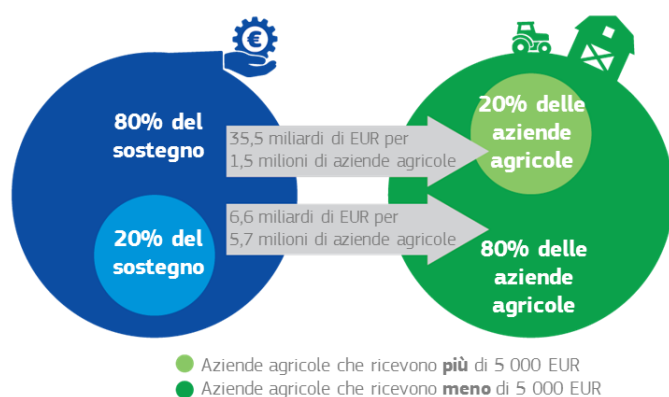 €
80% del
sostegno
20% del
sostegno
35,5 miliardi di EUR per
1,5 milioni di aziende agricole
6,6 miliardi di EUR per
5,7 milioni di aziende agricole
20% delle
aziende
agricole
80% delle
aziende
agricole
Aziende agricole che ricevono più di 5 000 EUR
Aziende agricole che ricevono meno di 5 000 EUR